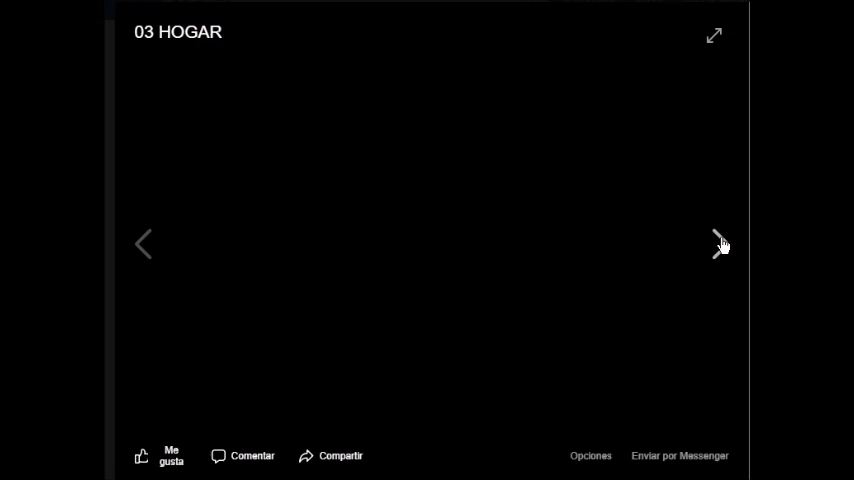 03 HOGAR
Me
gusta
Comentar
Compartir
Opciones
Enviar por Messenger